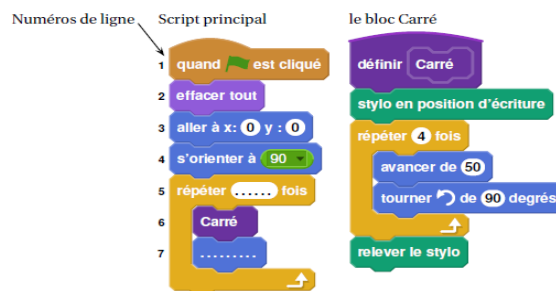 Numéros de ligne
Script principal
1 quand est cliqué
2 effacer tout
3 aller à x: 0 y : 0
4 s'orienter à 90
5 répéter ...... fois
6 Carré
7 .........
le bloc Carré
définir Carré
stylo en position d'écriture
répéter 4 fois
avancer de 50
tourner de 90 degrés
relever le stylo